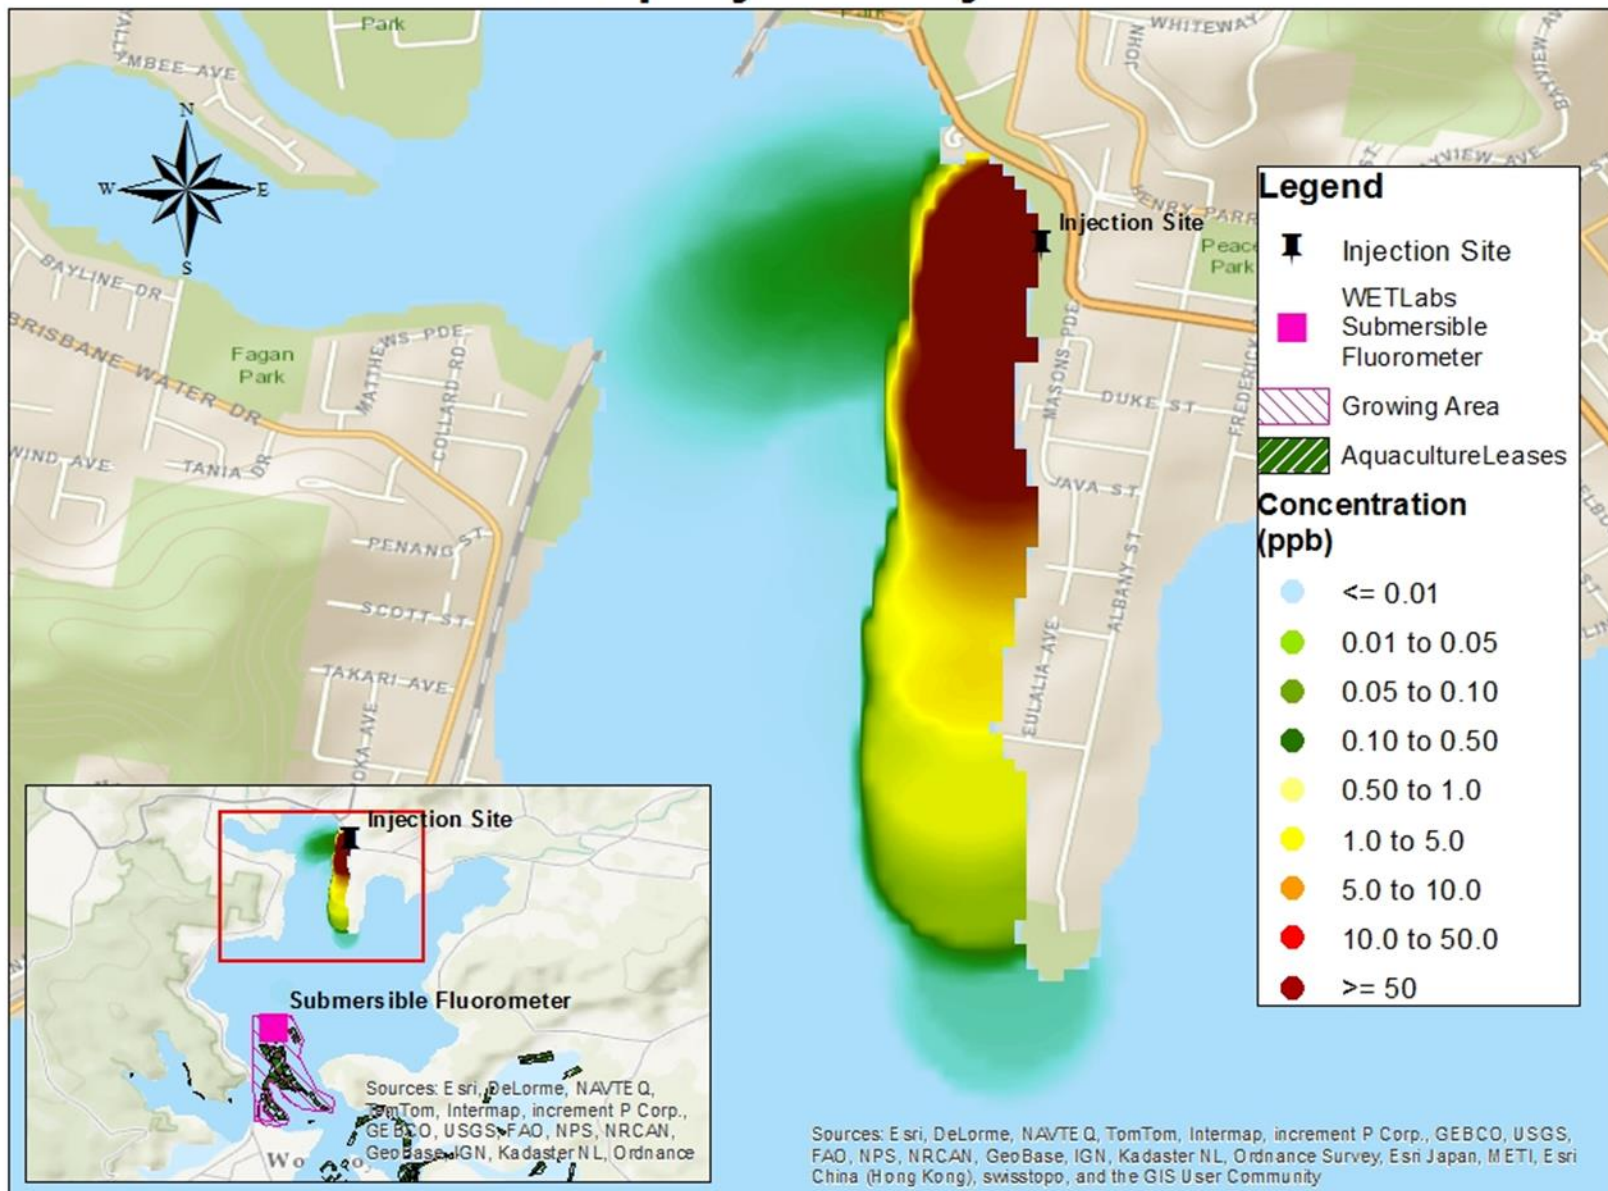 Park
MBEE AVE
N
W
E
S
WHITEWAY
JOHN
BAYVIEW AV
HENRY PARR
Peace
Park
Injection Site
BAYLINE DR
BRISBANE WATER DR
Fagan
Park
MATTHEWS PDE
COLLARD RD
WIND AVE
TANIA DR
PENANG ST
SCOTT ST
TAKARI AVE
OKA AVE
MASONS PDE
DUKE ST
FREDERICK
JAVA ST
ALBANY ST
EULALIA AVE
Legend
Injection Site
WETLabs
Submersible
Fluorometer
Growing Area
AquacultureLeases
Concentration
(ppb)
<= 0.01
0.01 to 0.05
0.05 to 0.10
0.10 to 0.50
0.50 to 1.0
1.0 to 5.0
5.0 to 10.0
10.0 to 50.0
>= 50
Injection Site
Submersible Fluorometer
Sources: Esri, DeLorme, NAVTEQ,
TomTom, Intermap, increment P Corp.,
GEBCO, USGS, FAO, NPS, NRCAN,
GeoBase, IGN, Kadaster NL, Ordnance
Sources: Esri, DeLorme, NAVTEQ, TomTom, Intermap, increment P Corp., GEBCO, USGS,
FAO, NPS, NRCAN, GeoBase, IGN, Kadaster NL, Ordnance Survey, Esri Japan, METI, Esri
China (Hong Kong), swisstopo, and the GIS User Community